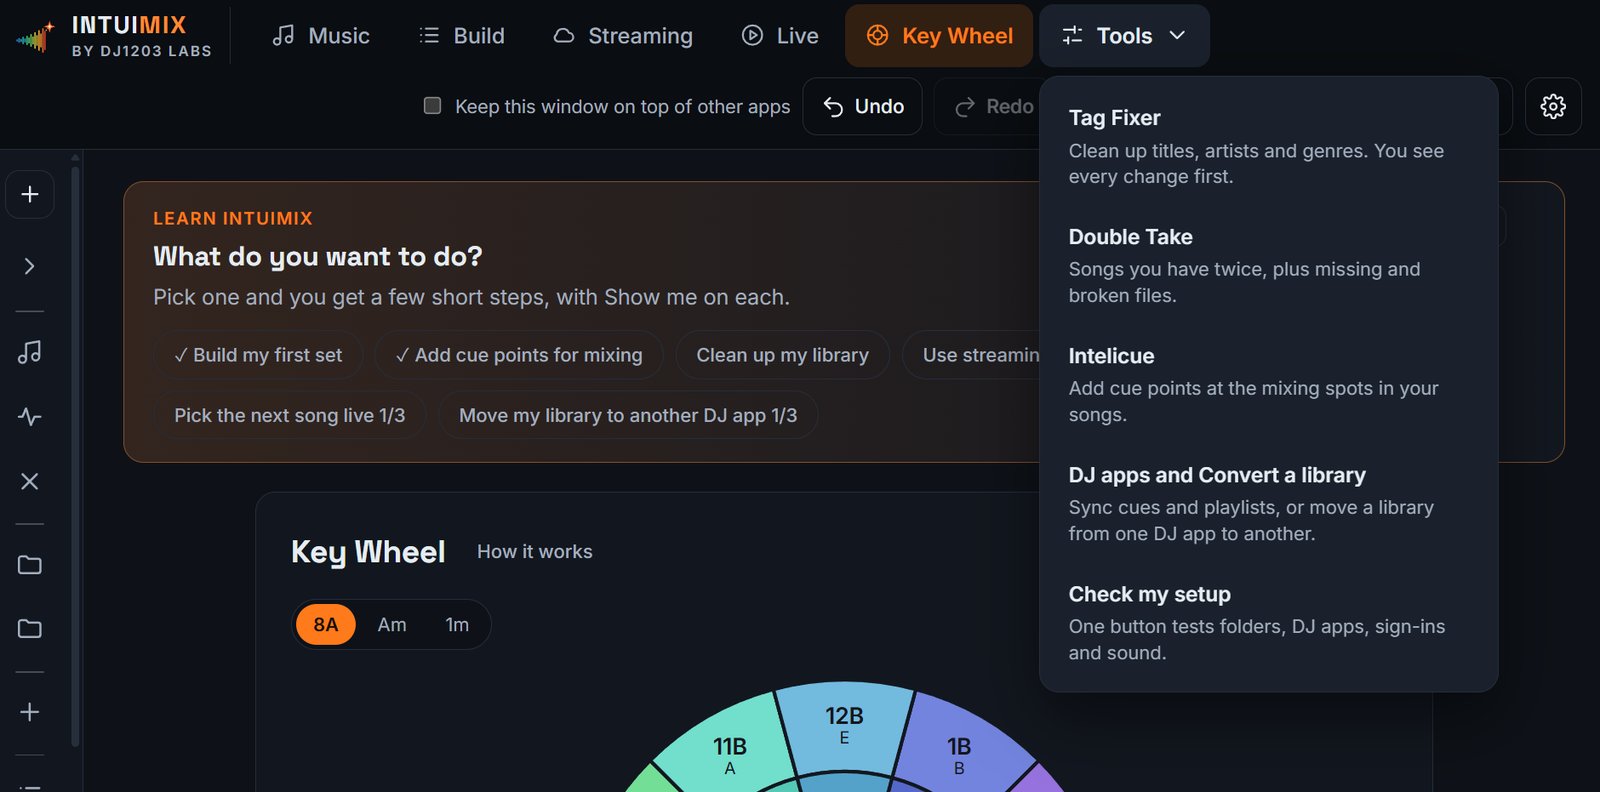 INTUIMIX
BY DJ1203 LABS
Music
Build
Streaming
Live
Key Wheel
Tools
Keep this window on top of other apps
Undo
Redo
Tag Fixer
Clean up titles, artists and genres. You see
every change first.
Double Take
Songs you have twice, plus missing and
broken files.
Intelicue
Add cue points at the mixing spots in your
songs.
DJ apps and Convert a library
Sync cues and playlists, or move a library
from one DJ app to another.
Check my setup
One button tests folders, DJ apps, sign-ins
and sound.
LEARN INTUIMIX
What do you want to do?
Pick one and you get a few short steps, with Show me on each.
✓ Build my first set
✓ Add cue points for mixing
Clean up my library
Use streamin
Pick the next song live 1/3
Move my library to another DJ app 1/3
Key Wheel
How it works
8A
Am
1m
11B
A
12B
E
1B
B